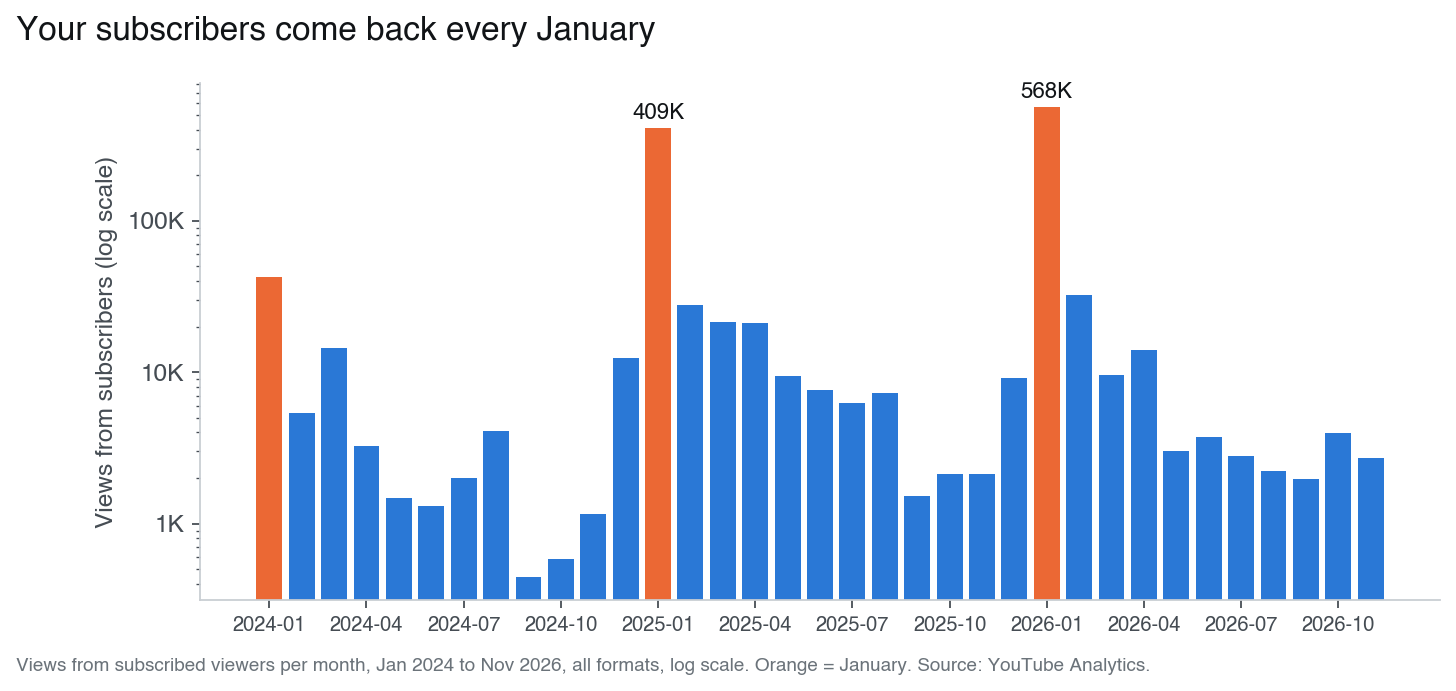 Your subscribers come back every January
568K
409K
100K
10K
1K
Views from subscribers (log scale)
2024-01 2024-04 2024-07 2024-10 2025-01 2025-04 2025-07 2025-10 2026-01 2026-04 2026-07 2026-10
Views from subscribed viewers per month, Jan 2024 to Nov 2026, all formats, log scale. Orange = January. Source: YouTube Analytics.